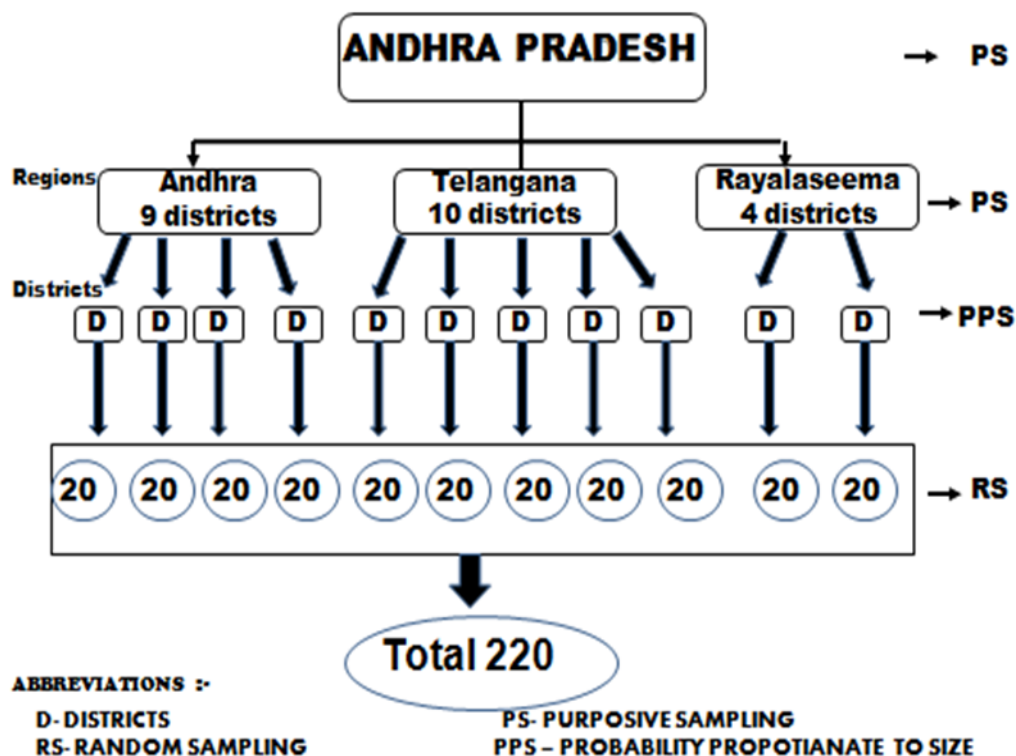 ANDHRA PRADESH
PS
Regions
Andhra
9 districts
Telangana
10 districts
Rayalaseema
4 districts
PS
Districts
D D D D D D D D D D D
PPS
20 20 20 20 20 20 20 20 20 20 20
RS
Total 220
ABBREVIATIONS :-
D- DISTRICTS
PS- PURPOSIVE SAMPLING
RS- RANDOM SAMPLING
PPS – PROBABILITY PROPOTIANATE TO SIZE